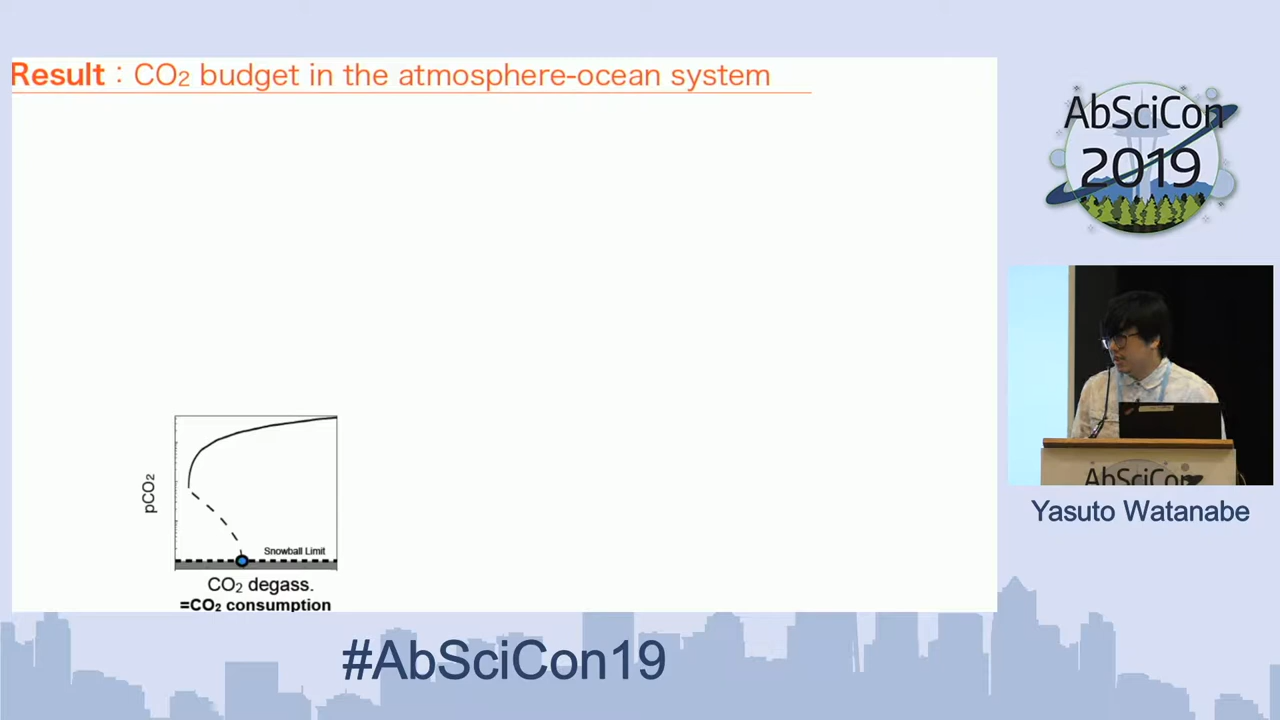 Result：CO₂ budget in the atmosphere-ocean system
AbSciCon
2019
pCO₂
Snowball Limit
CO₂ degass.
=CO₂ consumption
AbSciCon
Yasuto Watanabe
#AbSciCon19